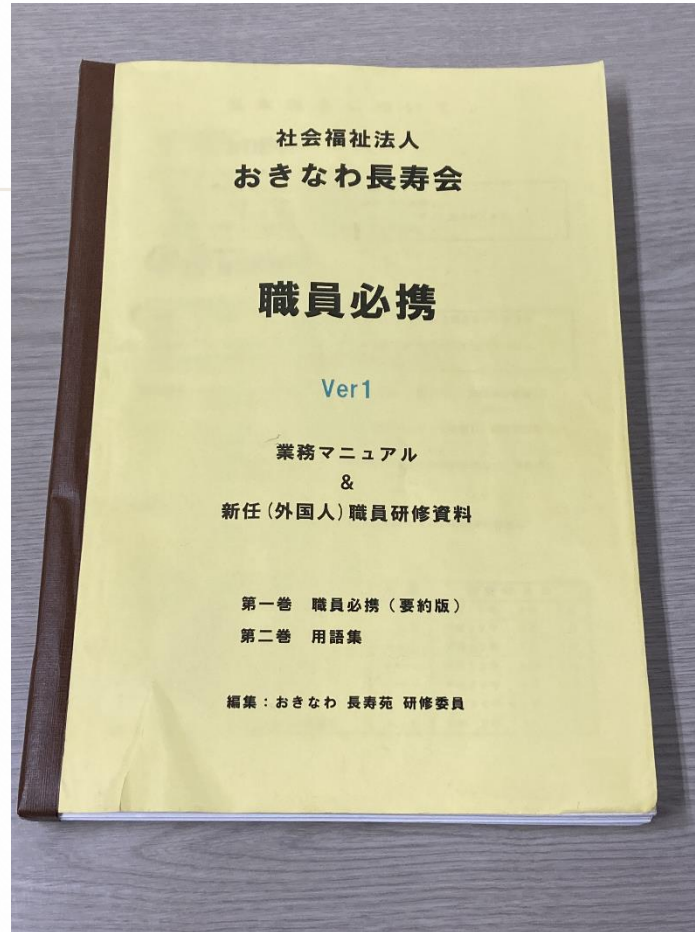 社会福祉法人
おきなわ長寿会
職員必携
Ver1
業務マニュアル
&
新任(外国人)職員研修資料
第一巻 職員必携(要約版)
第二巻 用語集
編集:おきなわ 長寿苑 研修委員